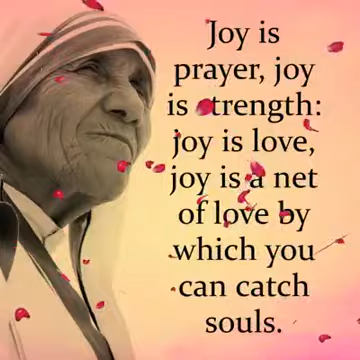 Joy is
prayer, joy
is strength:
joy is love,
joy is a net
of love by
which you
can catch
souls.